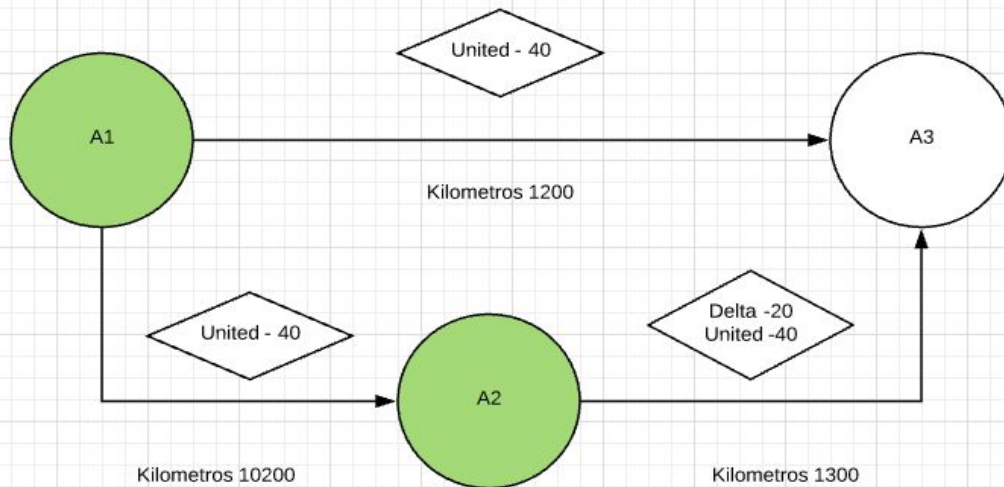 United - 40
A1
A3
Kilometros 1200
United - 40
Delta -20
United -40
A2
Kilometros 10200
Kilometros 1300